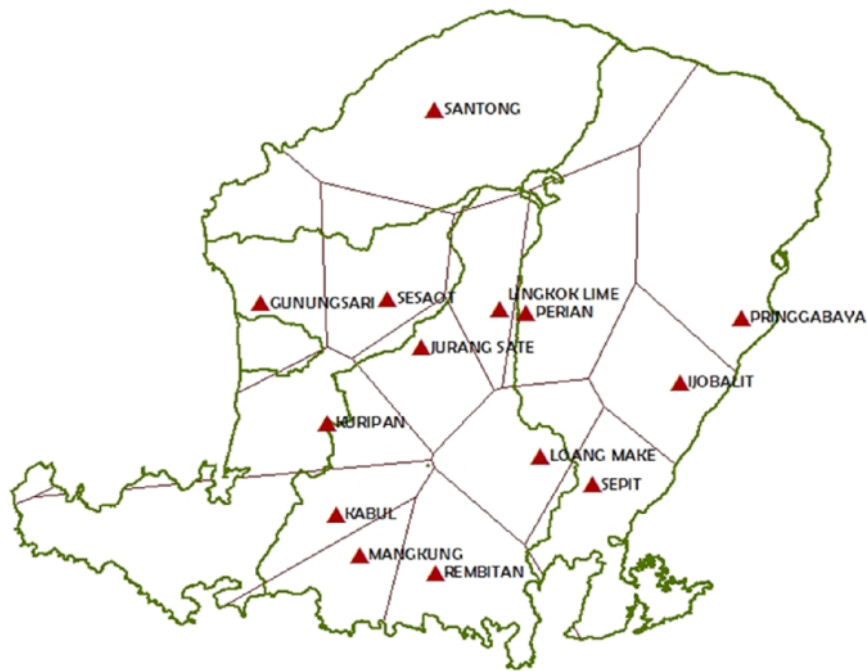 SANTONG
GUNUNGSARI
SESAOT
LINGKOK LIME
PERIAN
PRINGGABAYA
JURANG SATE
IJOBALIT
KURIPAN
LOANG MAKE
SEPIT
KABUL
MANGKUNG
REMBITAN